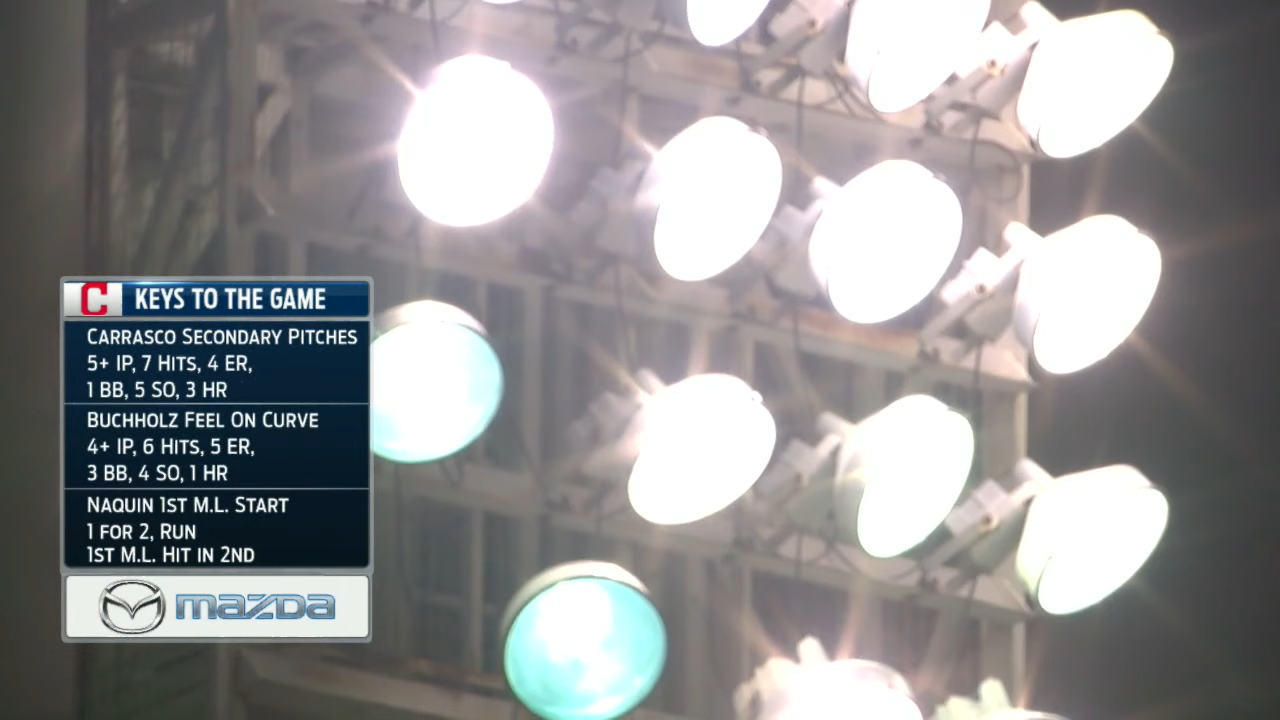 C KEYS TO THE GAME
CARRASCO SECONDARY PITCHES
5+ IP, 7 HITS, 4 ER,
1 BB, 5 SO, 3 HR
BUCHHOLZ FEEL ON CURVE
4+ IP, 6 HITS, 5 ER,
3 BB, 4 SO, 1 HR
NAQUIN 1ST M.L. START
1 FOR 2, RUN
1ST M.L. HIT IN 2ND
mazda